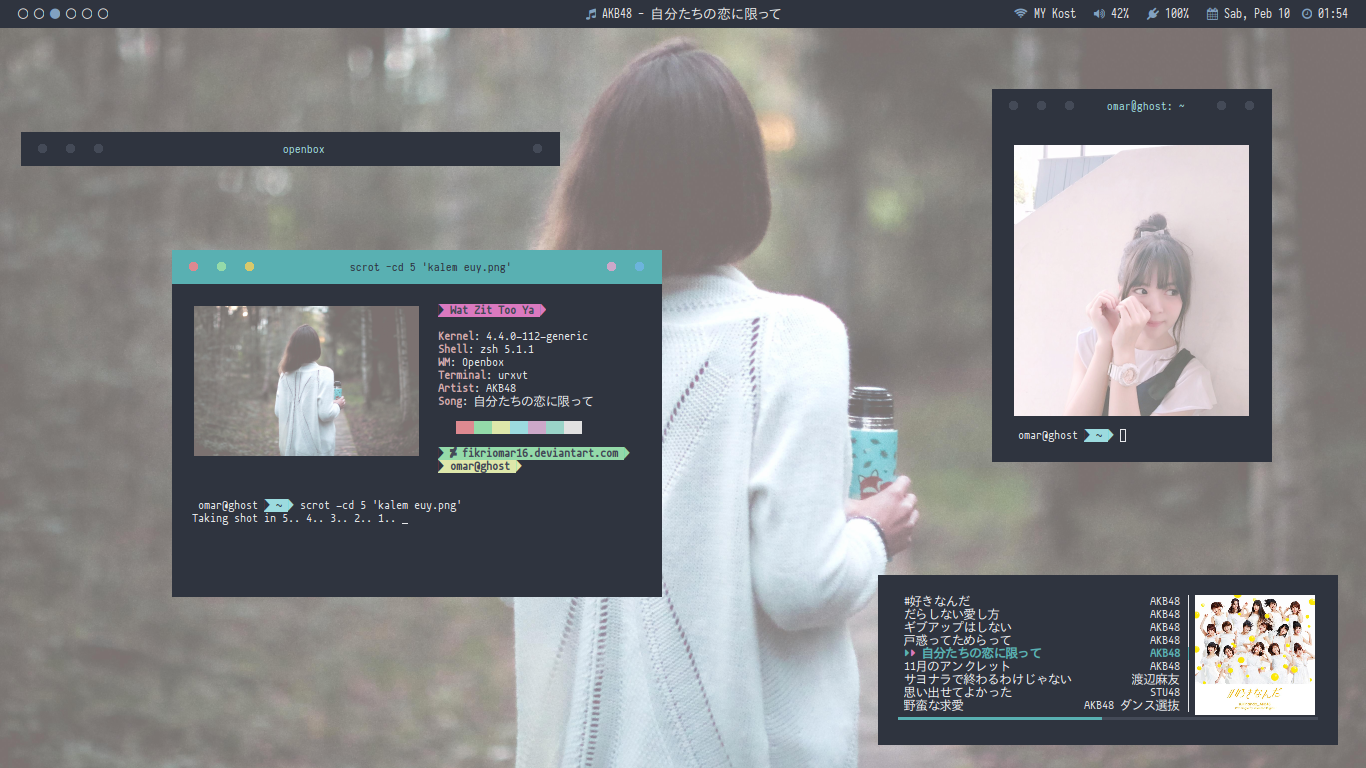 AKB48 - 自分たちの恋に限って
MY Kost 42% 100% Sab, Peb 10 01:54
openbox
scrot -cd 5 'kalem euy.png'
Wat Zit Too Ya
Kernel: 4.4.0-112-generic
Shell: zsh 5.1.1
WM: Openbox
Terminal: urxvt
Artist: AKB48
Song: 自分たちの恋に限って
fikriomar16.deviantart.com
omar@ghost
omar@ghost ~ scrot -cd 5 'kalem euy.png'
Taking shot in 5.. 4.. 3.. 2.. 1.. _
omar@ghost: ~
omar@ghost ~
#好きなんだ AKB48
だらしない愛し方 AKB48
ギブアップはしない AKB48
戸惑ってためらって AKB48
自分たちの恋に限って AKB48
11月のアンクレット AKB48
サヨナラで終わるわけじゃない 渡辺麻友
思い出せてよかった STU48
野蛮な求愛 AKB48 ダンス選抜
#好きなんだ